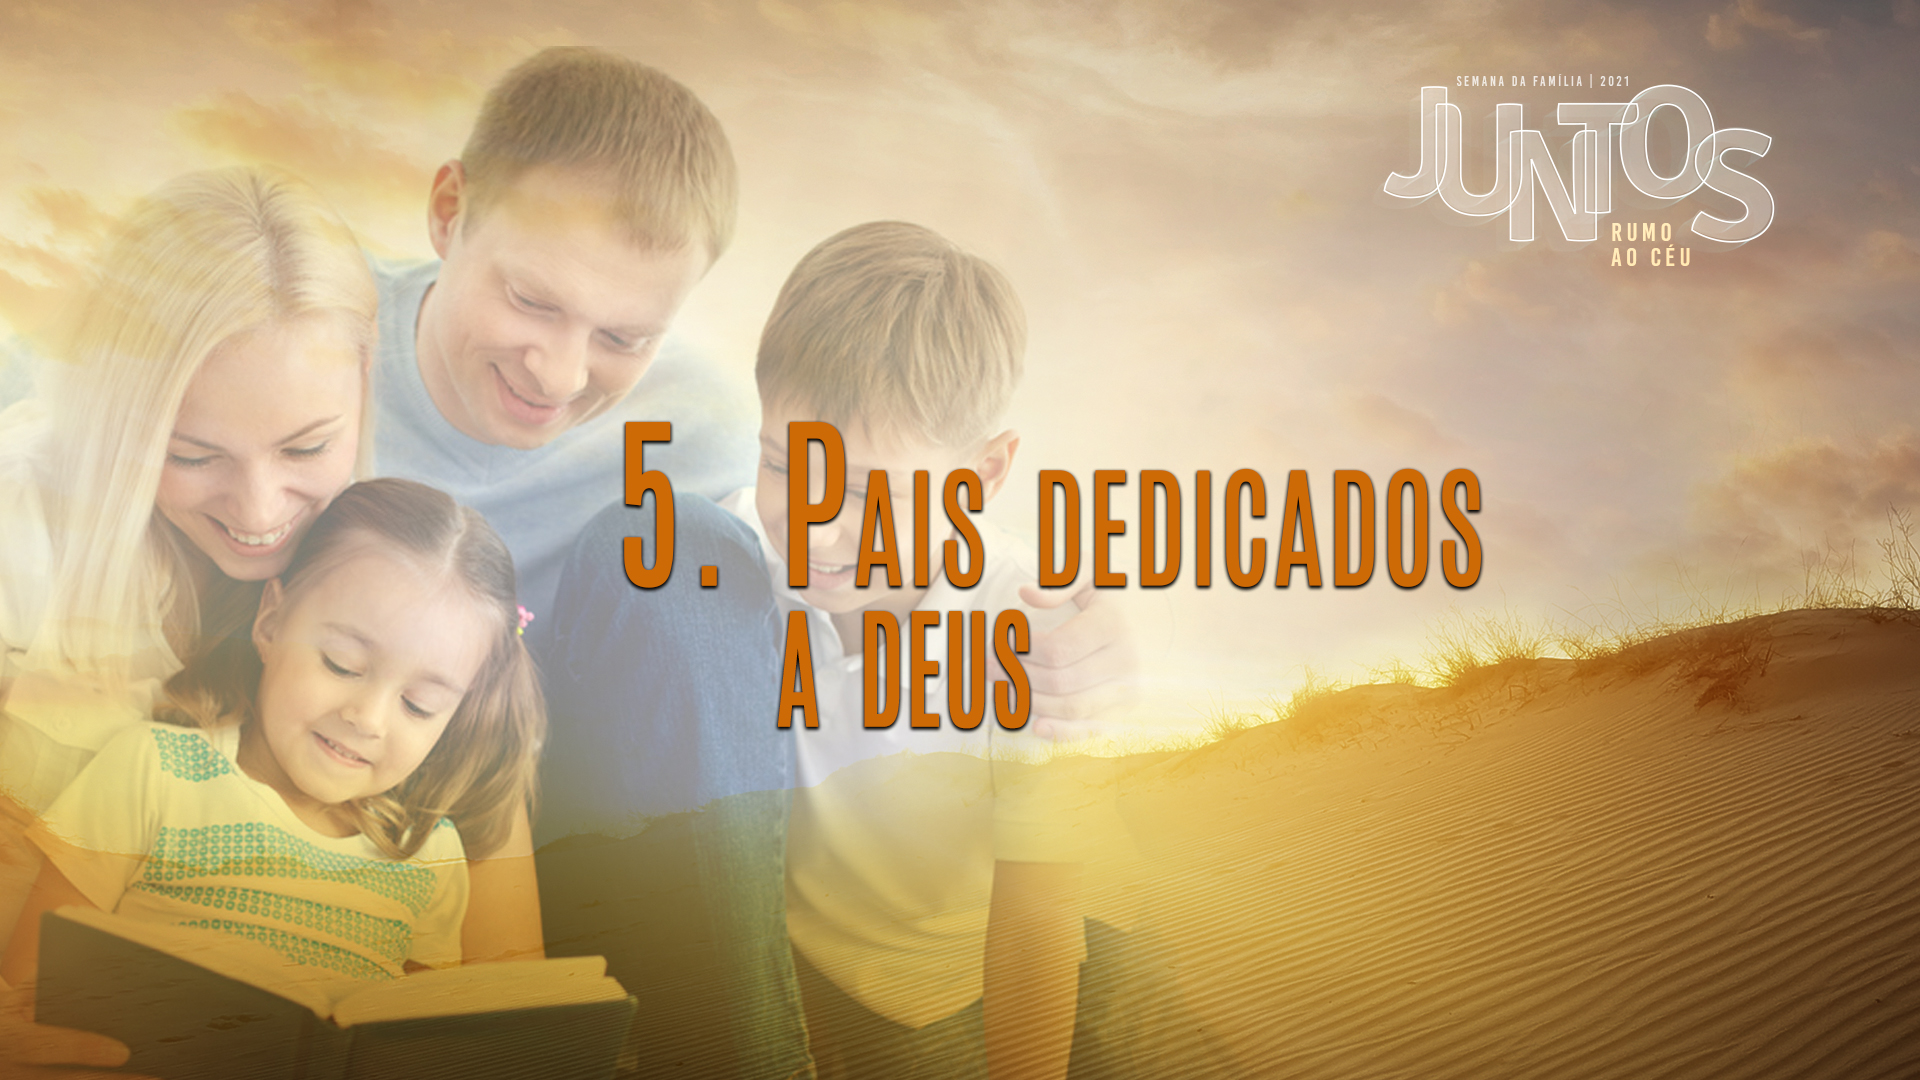 SEMANA DA FAMÍLIA | 2021
JUNTOS
RUMO
AO CÉU
5. PAIS DEDICADOS
A DEUS